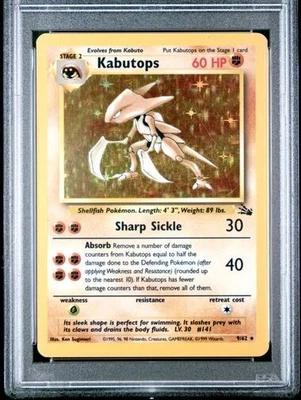 Evolves from Kabuto Put Kabutops on the Stage 1 card
STAGE 2
Kabutops 60 HP
Shellfish Pokémon. Length: 4' 3", Weight: 89 lbs.
Sharp Sickle 30
Absorb Remove a number of damage
counters from Kabutops equal to half the
damage done to the Defending Pokémon (after
applying Weakness and Resistance) (rounded up
to the nearest 10). If Kabutops has fewer
damage counters than that, remove all of them.
40
weakness resistance retreat cost
Its sleek shape is perfect for swimming. It slashes prey with
its claws and drains the body fluids. LV. 30 #141
Illus. Ken Sugimori ©1995, 96, 98 Nintendo, Creatures, GAMEFREAK. ©1999 Wizards. 9/62